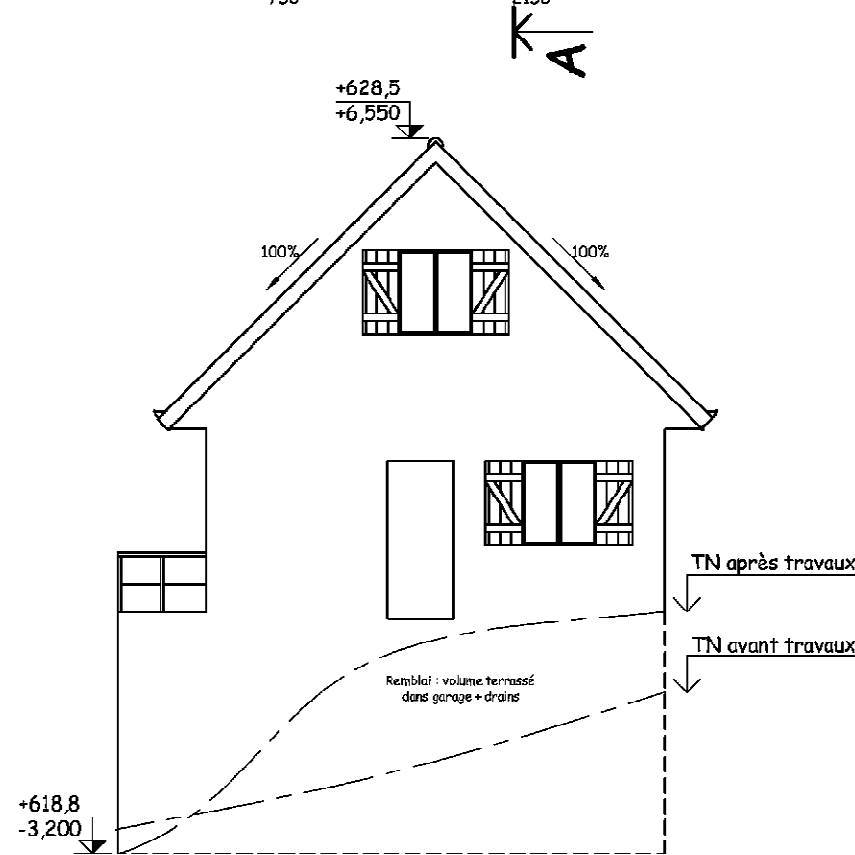 A
+628,5
+6,550
100%
100%
TN après travaux
TN avant travaux
Remblai : volume terrassé
dans garage + drains
+618,8
-3,200